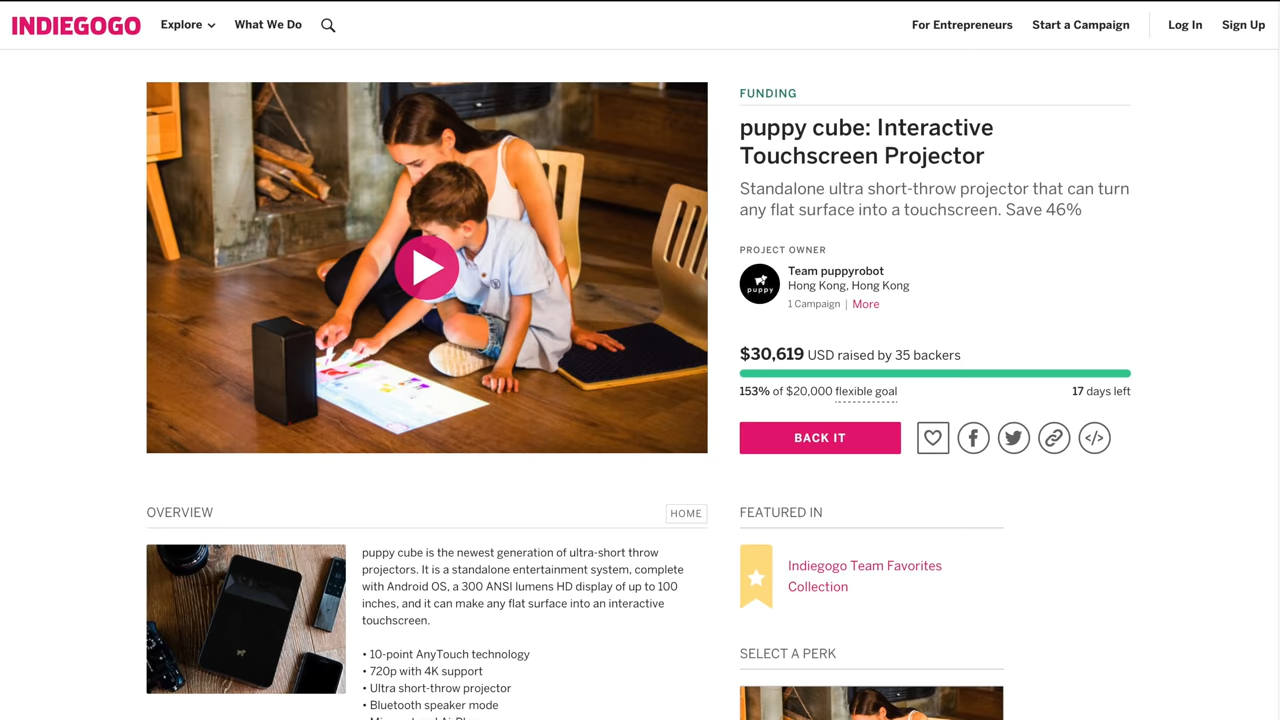 INDIEGOGO Explore What We Do For Entrepreneurs Start a Campaign Log In Sign Up
FUNDING
puppy cube: Interactive
Touchscreen Projector
Standalone ultra short-throw projector that can turn
any flat surface into a touchscreen. Save 46%
PROJECT OWNER
puppy
Team puppyrobot
Hong Kong, Hong Kong
1 Campaign | More
$30,619 USD raised by 35 backers
153% of $20,000 flexible goal 17 days left
BACK IT
OVERVIEW HOME
puppy cube is the newest generation of ultra-short throw
projectors. It is a standalone entertainment system, complete
with Android OS, a 300 ANSI lumens HD display of up to 100
inches, and it can make any flat surface into an interactive
touchscreen.
• 10-point AnyTouch technology
• 720p with 4K support
• Ultra short-throw projector
• Bluetooth speaker mode
FEATURED IN
Indiegogo Team Favorites
Collection
SELECT A PERK